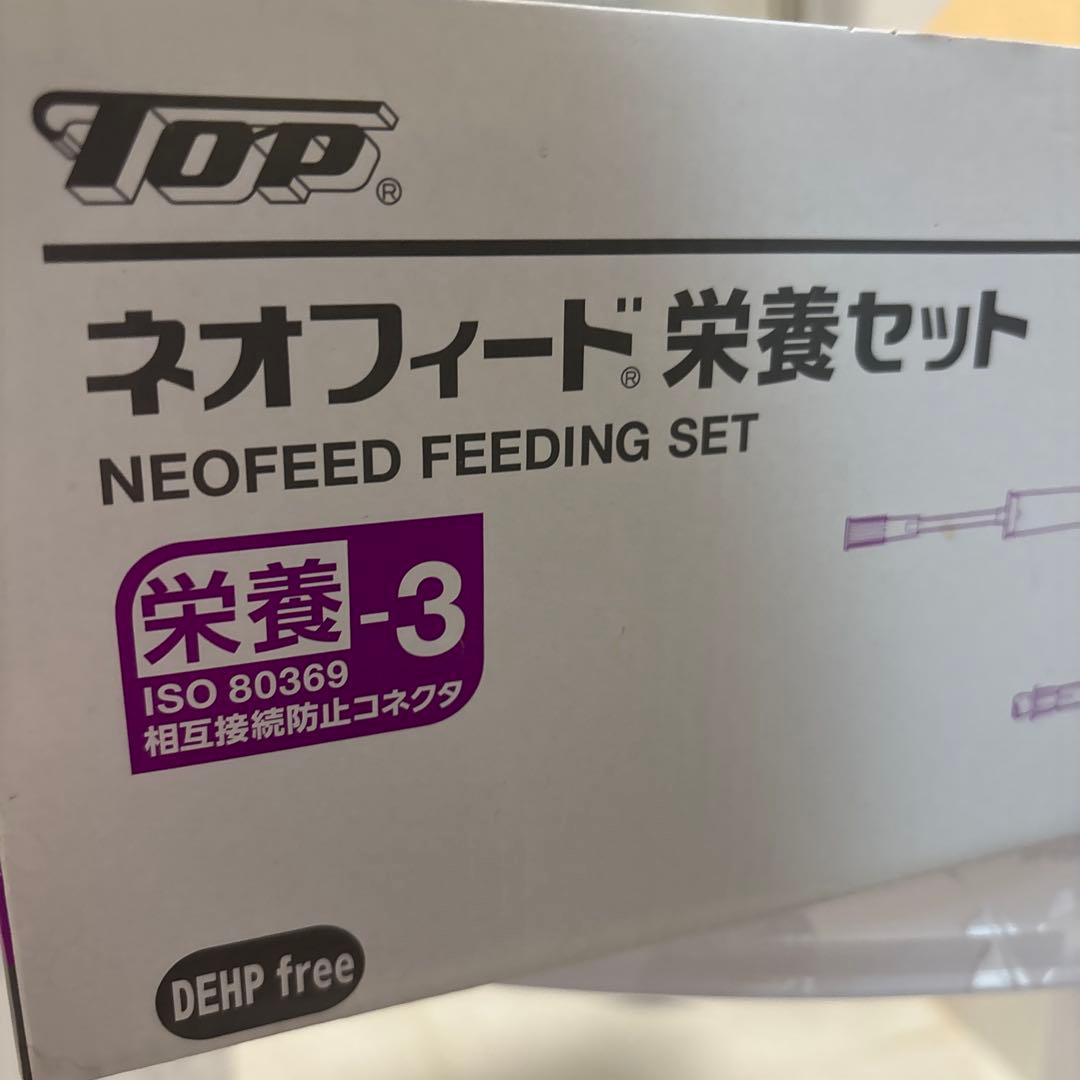 TOP®
ネオフィード® 栄養セット
NEOFEED FEEDING SET
栄養-3
ISO 80369
相互接続防止コネクタ
DEHP free